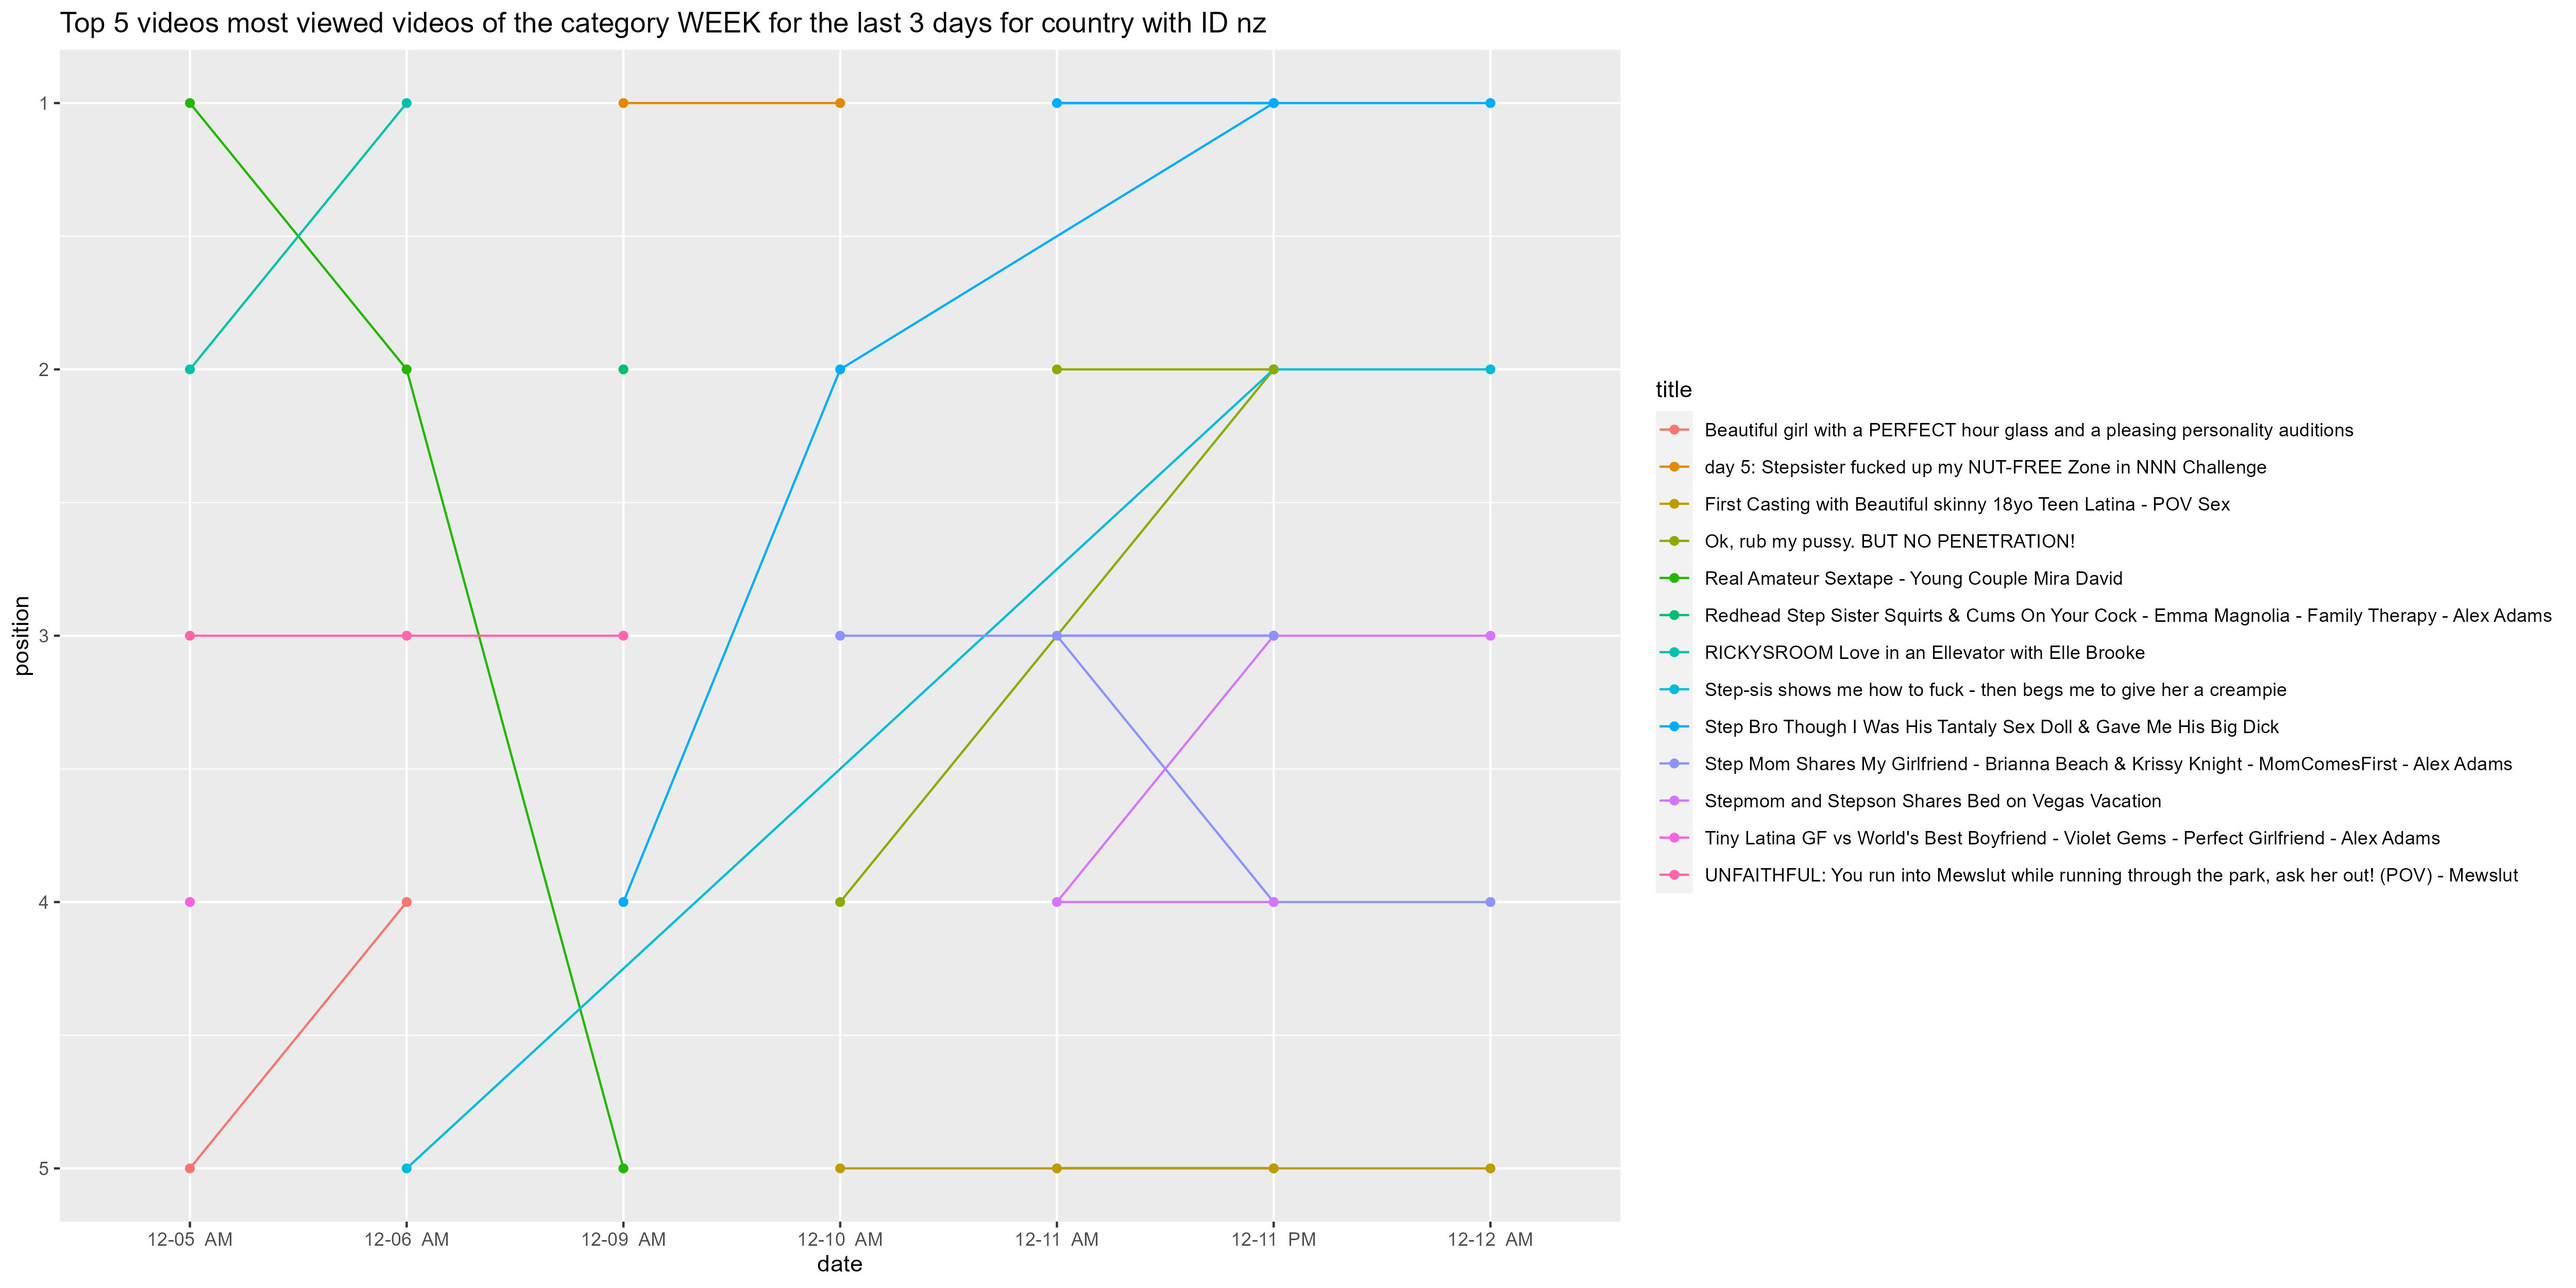 Top 5 videos most viewed videos of the category WEEK for the last 3 days for country with ID nz
position
1
2
3
4
5
12-05 AM
12-06 AM
12-09 AM
12-10 AM
12-11 AM
12-11 PM
12-12 AM
date
title
Beautiful girl with a PERFECT hour glass and a pleasing personality auditions
day 5: Stepsister fucked up my NUT-FREE Zone in NNN Challenge
First Casting with Beautiful skinny 18yo Teen Latina - POV Sex
Ok, rub my pussy. BUT NO PENETRATION!
Real Amateur Sextape - Young Couple Mira David
Redhead Step Sister Squirts & Cums On Your Cock - Emma Magnolia - Family Therapy - Alex Adams
RICKYSROOM Love in an Ellevator with Elle Brooke
Step-sis shows me how to fuck - then begs me to give her a creampie
Step Bro Though I Was His Tantaly Sex Doll & Gave Me His Big Dick
Step Mom Shares My Girlfriend - Brianna Beach & Krissy Knight - MomComesFirst - Alex Adams
Stepmom and Stepson Shares Bed on Vegas Vacation
Tiny Latina GF vs World's Best Boyfriend - Violet Gems - Perfect Girlfriend - Alex Adams
UNFAITHFUL: You run into Mewslut while running through the park, ask her out! (POV) - Mewslut